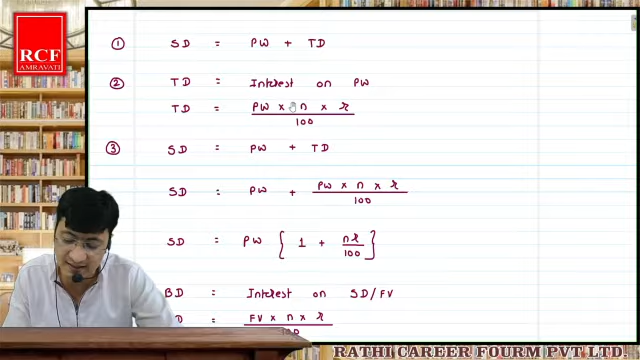 RCF
AMRAVATI
① SD = PW + TD
② TD = Interest on PW
TD = PW x n x r / 100
③ SD = PW + TD
SD = PW + PW x n x r / 100
SD = PW { 1 + nr / 100 }
BD = Interest on SD/FV
D = FV x n x r / 100
RATHI CAREER FOURM PVT LTD